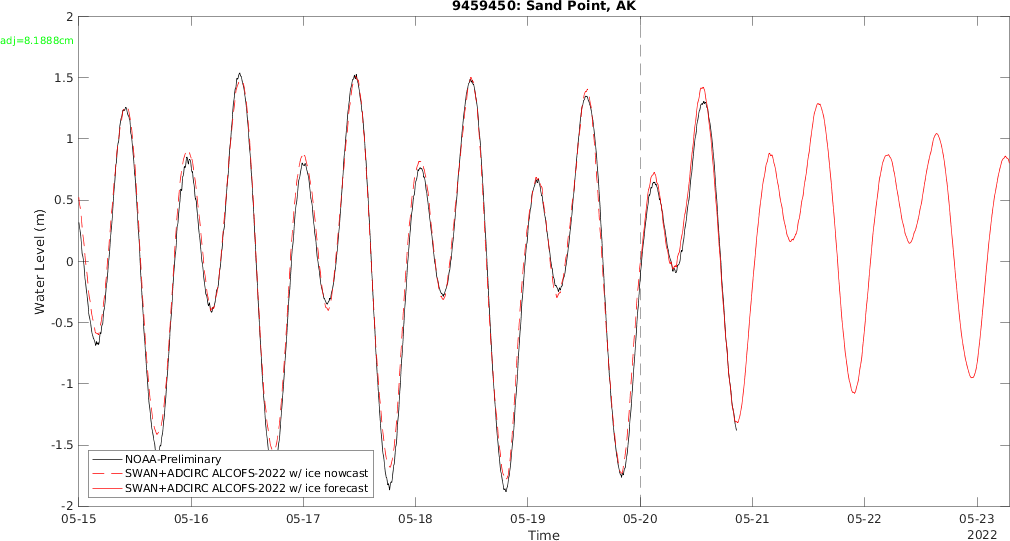 9459450: Sand Point, AK
adj=8.1888cm
2
1.5
1
0.5
0
-0.5
-1
-1.5
-2
Water Level (m)
NOAA-Preliminary
SWAN+ADCIRC ALCOFS-2022 w/ ice nowcast
SWAN+ADCIRC ALCOFS-2022 w/ ice forecast
05-15 05-16 05-17 05-18 05-19 05-20 05-21 05-22 05-23
Time
2022